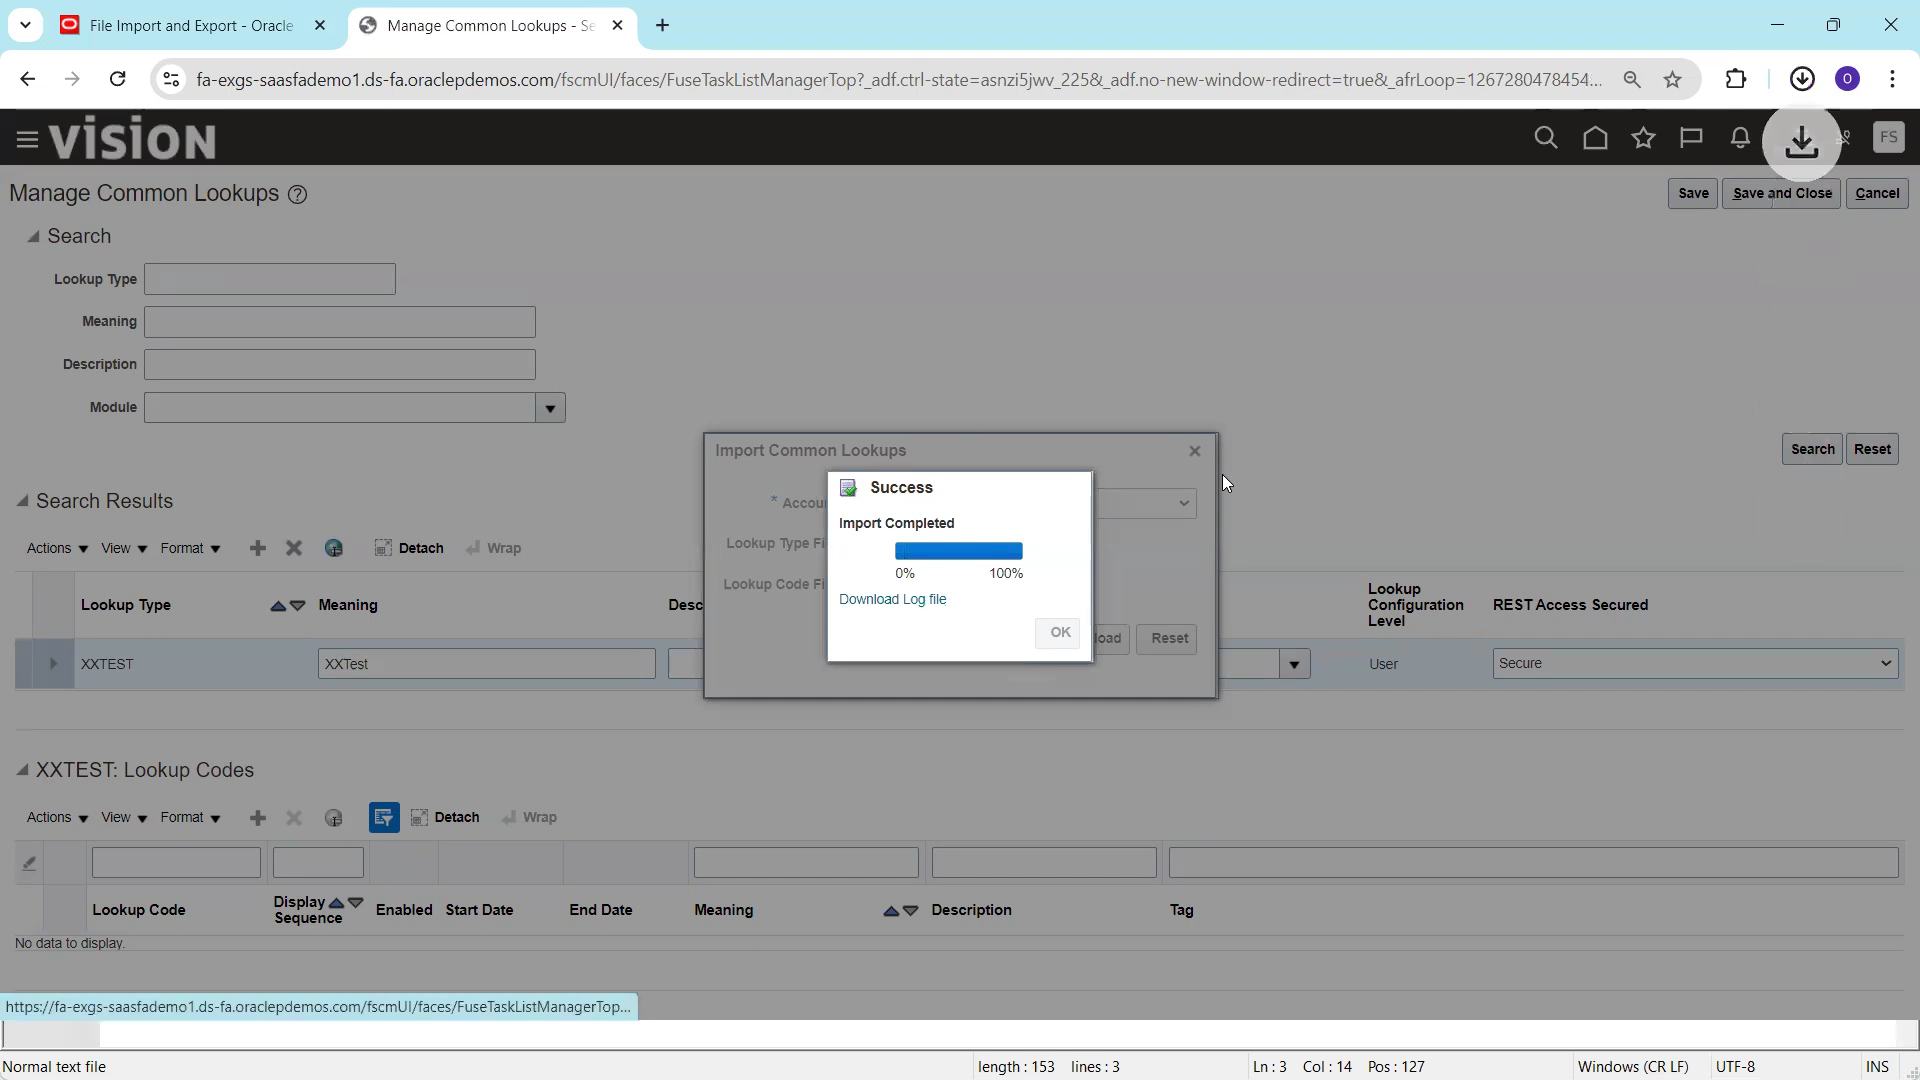 File Import and Export - Oracle
Manage Common Lookups - Se
fa-exgs-saasfademo1.ds-fa.oraclepdemos.com/fscmUI/faces/FuseTaskListManagerTop?_adf.ctrl-state=asnzi5jwv_225&_adf.no-new-window-redirect=true&_afrLoop=1267280478454...
O
VISION
FS
Manage Common Lookups ?
Save Save and Close Cancel
Search
Lookup Type
Meaning
Description
Module
Search Reset
Import Common Lookups
Success
Import Completed
0% 100%
Download Log file
OK
* Accou
Lookup Type Fi
Lookup Code Fi
load Reset
Search Results
Actions View Format Detach Wrap
Lookup Type Meaning Desc Lookup Configuration Level REST Access Secured
XXTEST XXTest User Secure
XXTEST: Lookup Codes
Actions View Format Detach Wrap
Lookup Code Display Sequence Enabled Start Date End Date Meaning Description Tag
No data to display.
https://fa-exgs-saasfademo1.ds-fa.oraclepdemos.com/fscmUI/faces/FuseTaskListManagerTop...
Normal text file length : 153 lines : 3 Ln : 3 Col : 14 Pos : 127 Windows (CR LF) UTF-8 INS